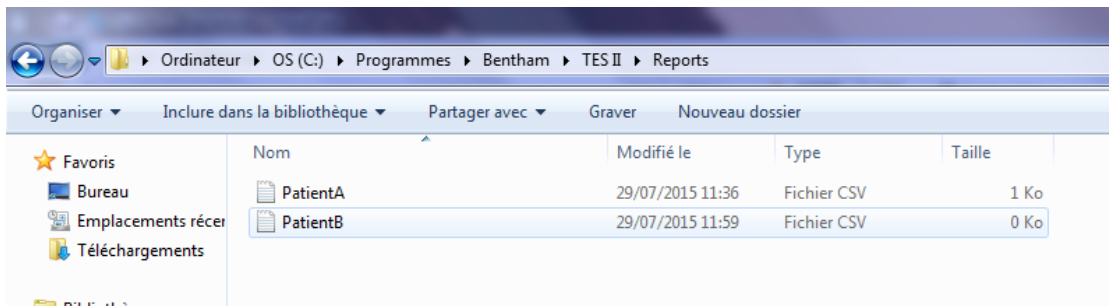 Ordinateur OS (C:) Programmes Bentham TES II Reports
Organiser Inclure dans la bibliothèque Partager avec Graver Nouveau dossier
Favoris
Bureau
Emplacements récer
Téléchargements
Nom Modifié le Type Taille
PatientA 29/07/2015 11:36 Fichier CSV 1 Ko
PatientB 29/07/2015 11:59 Fichier CSV 0 Ko